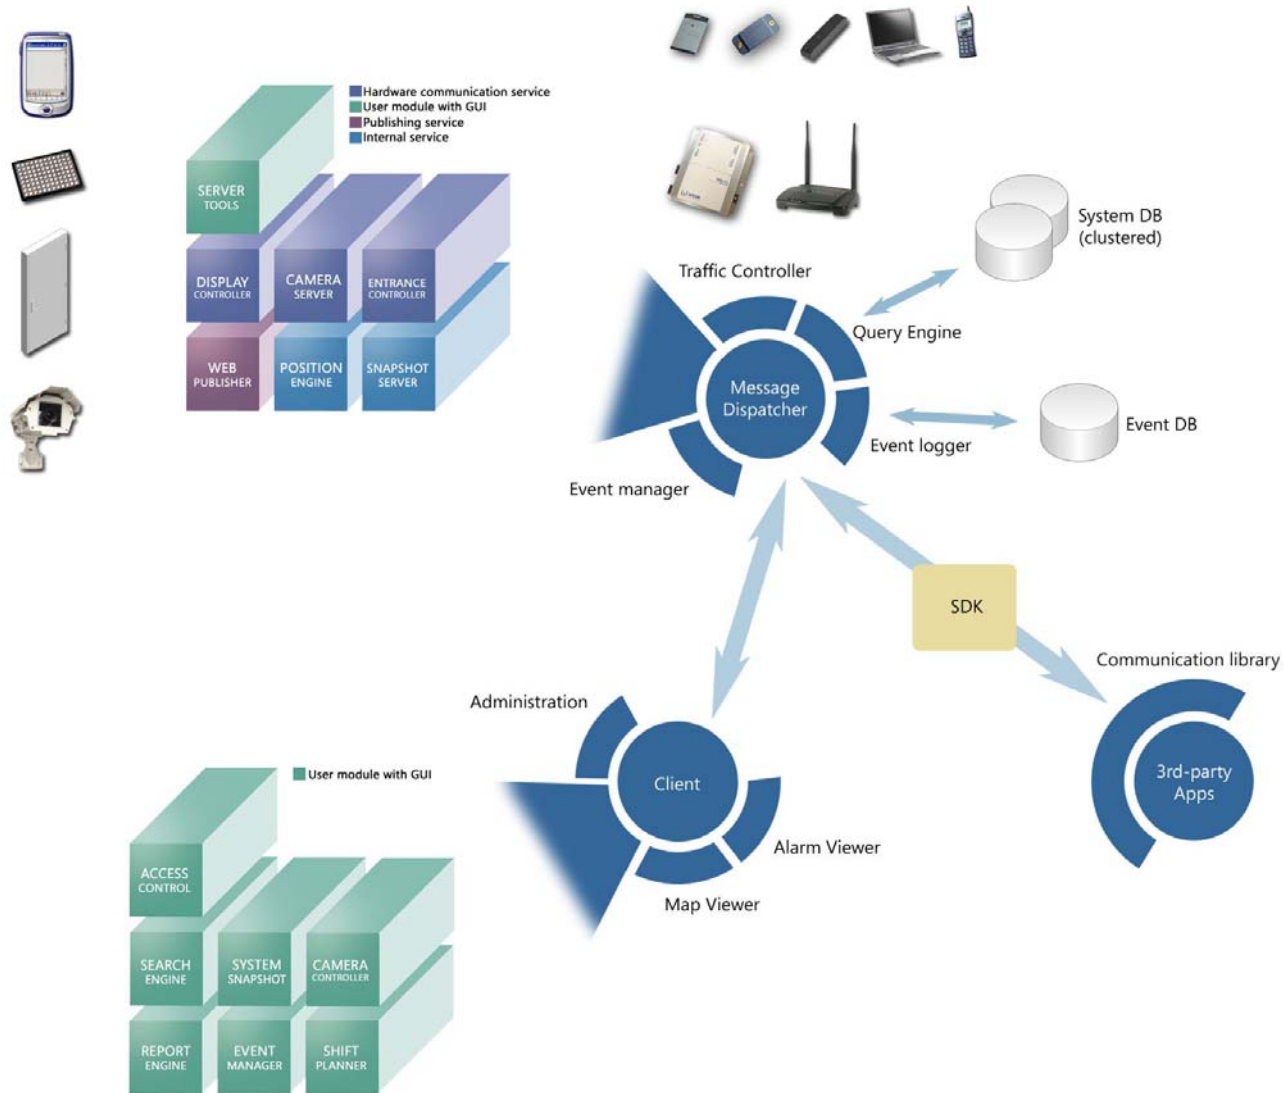 Hardware communication service
User module with GUI
Publishing service
Internal service
SERVER
TOOLS
DISPLAY
CONTROLLER
CAMERA
SERVER
ENTRANCE
CONTROLLER
WEB
PUBLISHER
POSITION
ENGINE
SNAPSHOT
SERVER
System DB
(clustered)
Traffic Controller
Query Engine
Message
Dispatcher
Event DB
Event logger
Event manager
SDK
Communication library
3rd-party
Apps
Administration
Client
Alarm Viewer
Map Viewer
User module with GUI
ACCESS
CONTROL
SEARCH
ENGINE
SYSTEM
SNAPSHOT
CAMERA
CONTROLLER
REPORT
ENGINE
EVENT
MANAGER
SHIFT
PLANNER